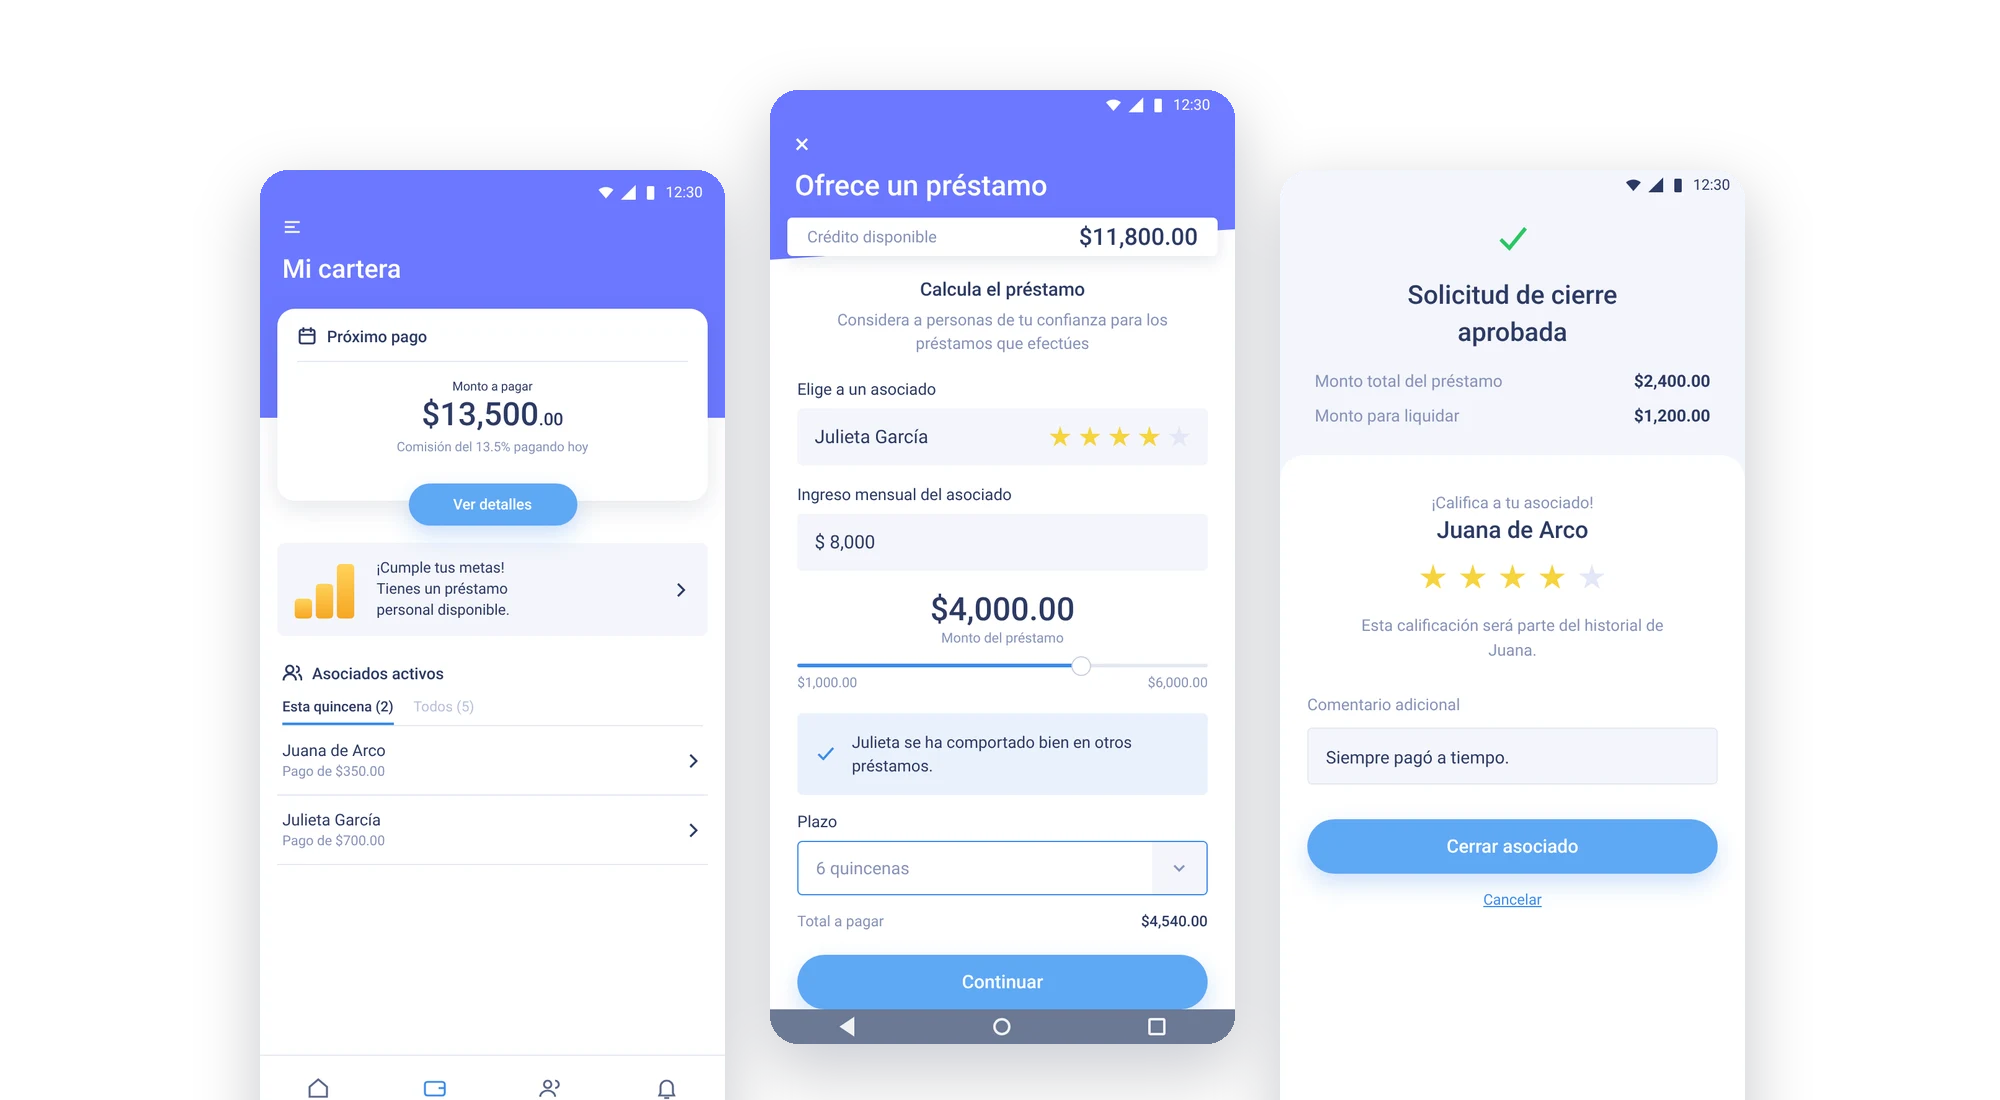 12:30
Mi cartera
Próximo pago
Monto a pagar
$13,500.00
Comisión del 13.5% pagando hoy
Ver detalles
¡Cumple tus metas!
Tienes un préstamo
personal disponible.
Asociados activos
Esta quincena (2) Todos (5)
Juana de Arco
Pago de $350.00
Julieta García
Pago de $700.00
12:30
Ofrece un préstamo
Crédito disponible $11,800.00
Calcula el préstamo
Considera a personas de tu confianza para los
préstamos que efectúes
Elige a un asociado
Julieta García
Ingreso mensual del asociado
$ 8,000
$4,000.00
Monto del préstamo
$1,000.00 $6,000.00
Julieta se ha comportado bien en otros
préstamos.
Plazo
6 quincenas
Total a pagar $4,540.00
Continuar
12:30
Solicitud de cierre
aprobada
Monto total del préstamo $2,400.00
Monto para liquidar $1,200.00
¡Califica a tu asociado!
Juana de Arco
Esta calificación será parte del historial de
Juana.
Comentario adicional
Siempre pagó a tiempo.
Cerrar asociado
Cancelar